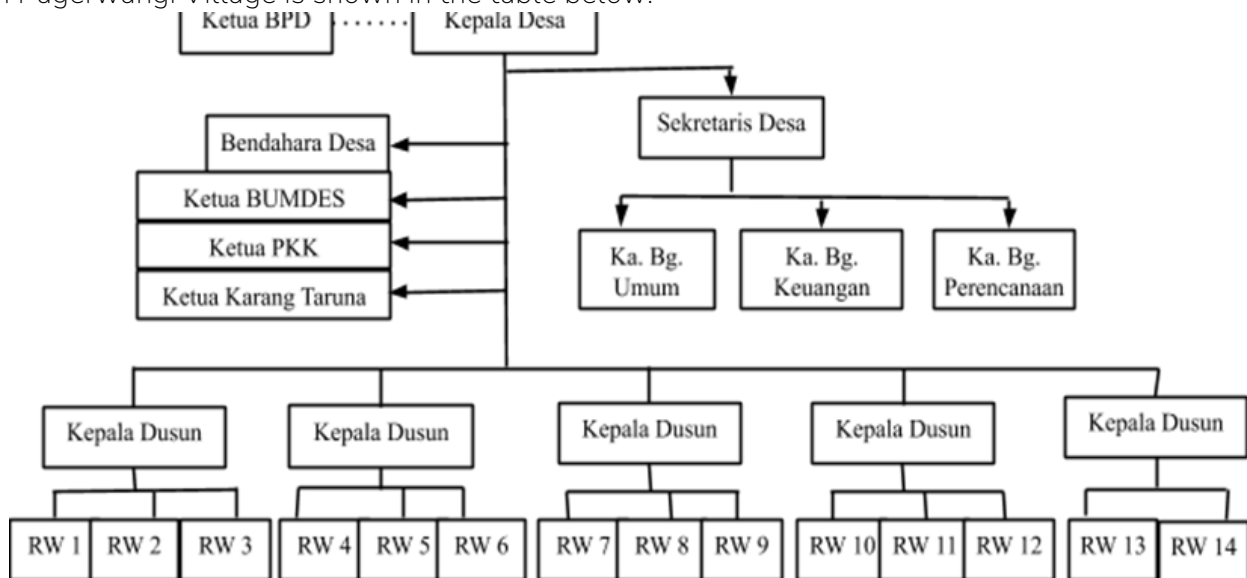 Pagerwangi Village is shown in the table below.
Ketua BPD
Kepala Desa
Sekretaris Desa
Bendahara Desa
Ketua BUMDES
Ketua PKK
Ketua Karang Taruna
Ka. Bg.
Umum
Ka. Bg.
Keuangan
Ka. Bg.
Perencanaan
Kepala Dusun
Kepala Dusun
Kepala Dusun
Kepala Dusun
Kepala Dusun
RW 1
RW 2
RW 3
RW 4
RW 5
RW 6
RW 7
RW 8
RW 9
RW 10
RW 11
RW 12
RW 13
RW 14